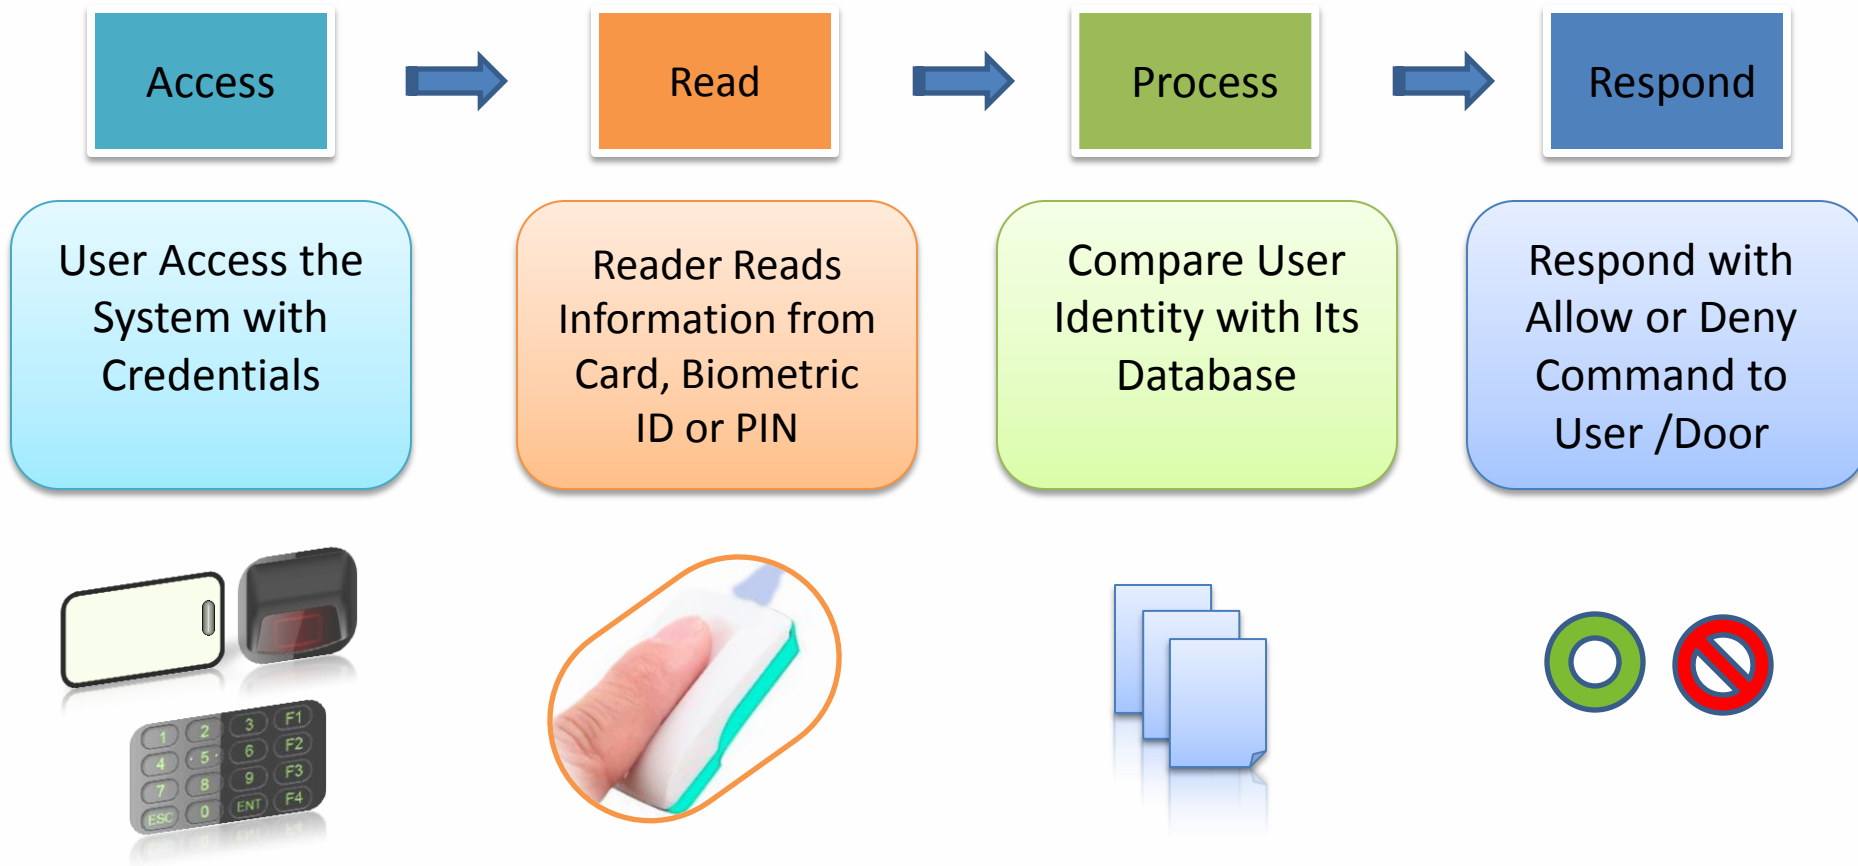 Access
Read
Process
Respond
User Access the
System with
Credentials
Reader Reads
Information from
Card, Biometric
ID or PIN
Compare User
Identity with Its
Database
Respond with
Allow or Deny
Command to
User /Door
1 2 3 F1
4 5 6 F2
7 8 9 F3
ESC 0 ENT F4